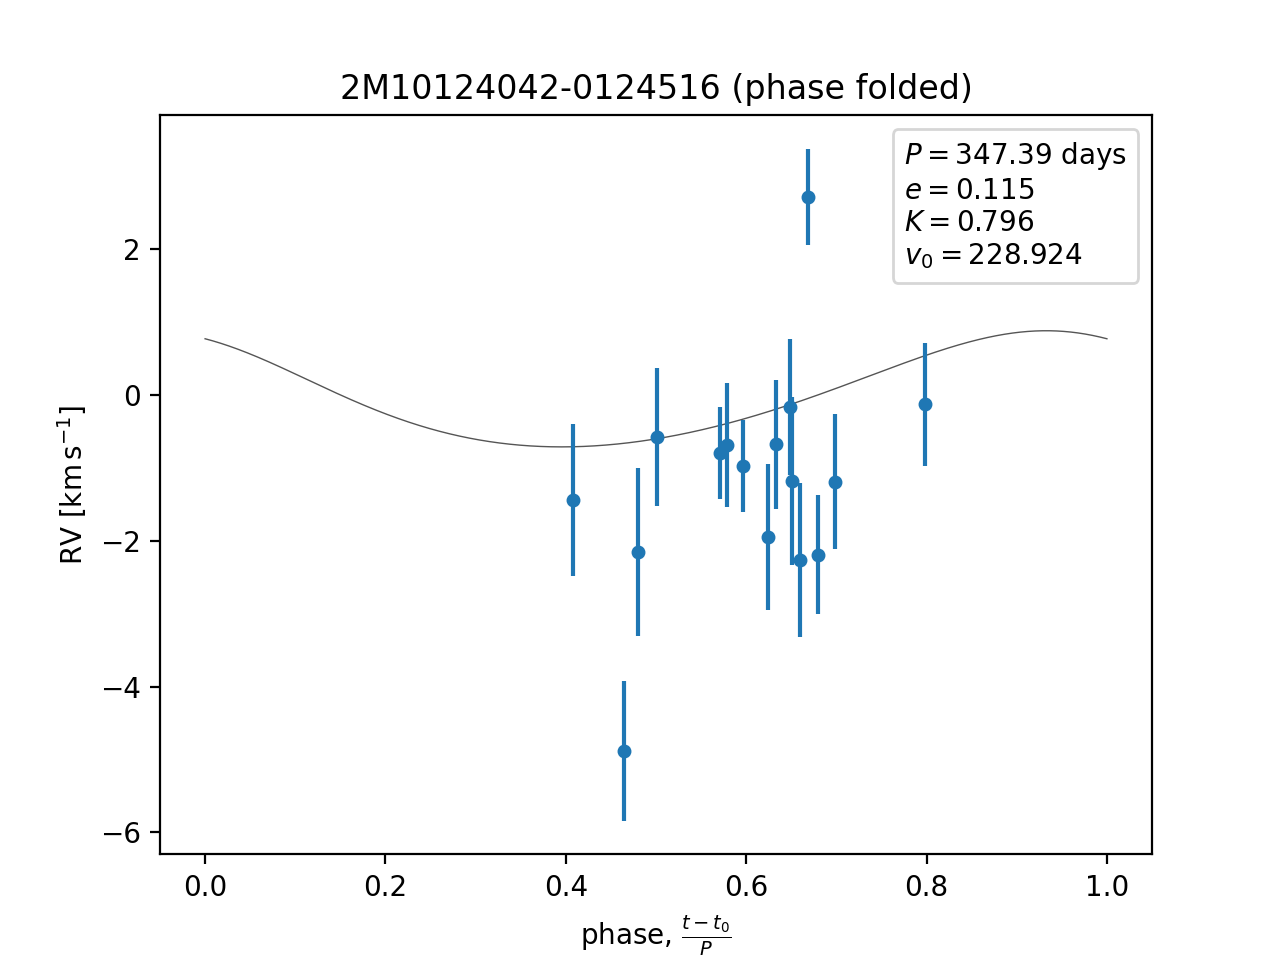 2M10124042-0124516 (phase folded)
P = 347.39 days
e = 0.115
K = 0.796
v₀ = 228.924
2
0
−2
−4
−6
RV [km s⁻¹]
0.0 0.2 0.4 0.6 0.8 1.0
phase, (t − t₀)/P